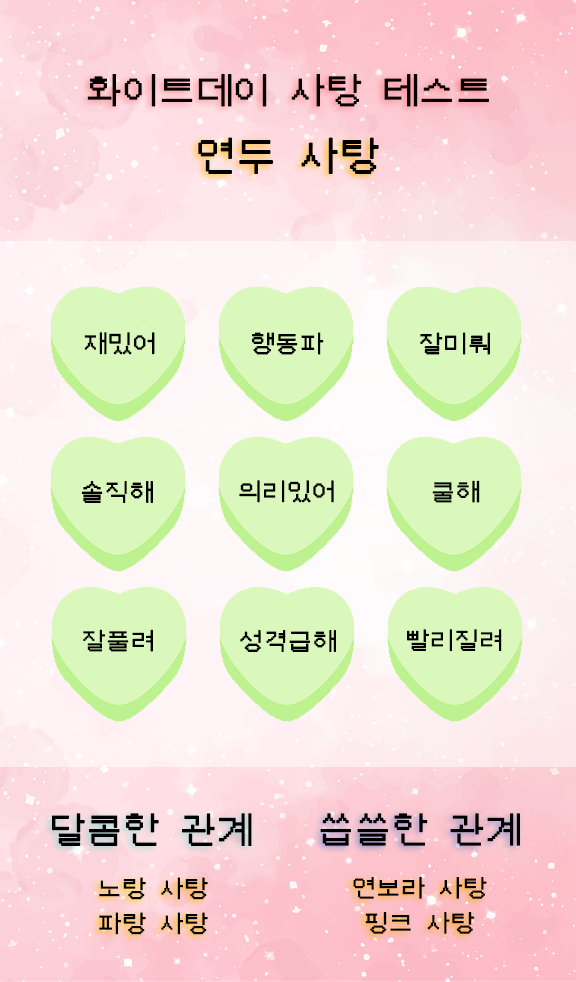 화이트데이 사탕 테스트
연두 사탕
재밌어 행동파 잘미뤄
솔직해 의리있어 쿨해
잘풀려 성격급해 빨리질려
달콤한 관계 씁쓸한 관계
노랑 사탕 연보라 사탕
파랑 사탕 핑크 사탕